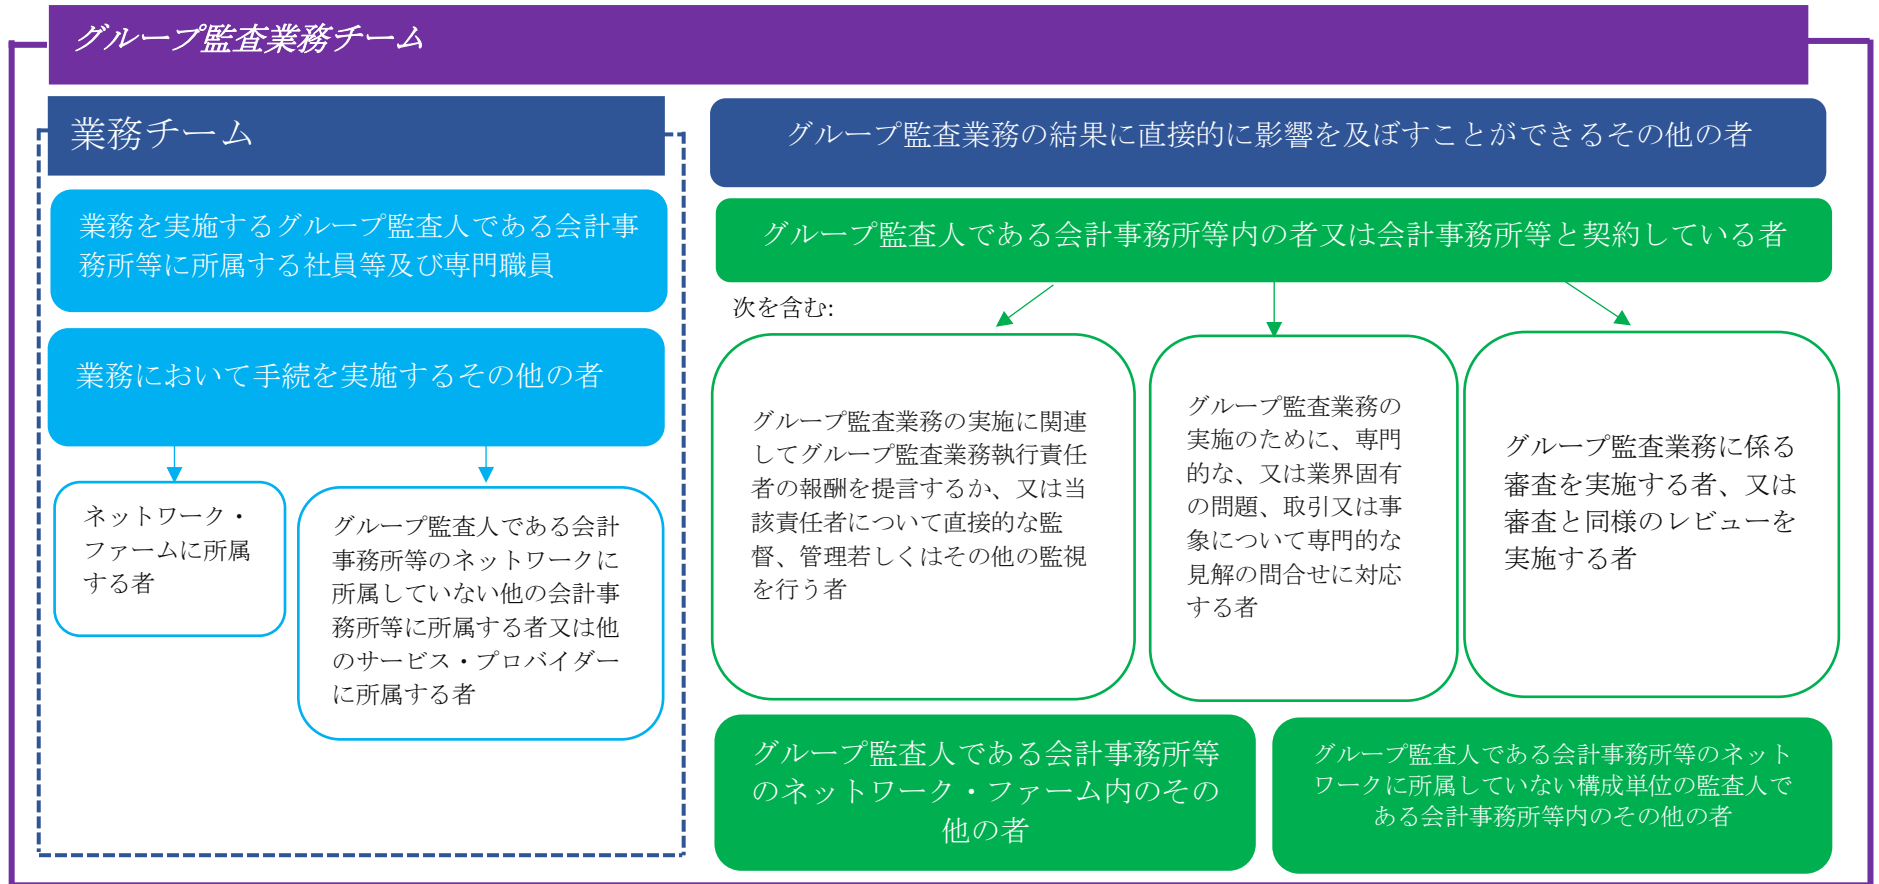 グループ監査業務チーム
業務チーム
業務を実施するグループ監査人である会計事
務所等に所属する社員等及び専門職員
業務において手続を実施するその他の者
ネットワーク・
ファームに所属
する者
グループ監査人である会計
事務所等のネットワークに
所属していない他の会計事
務所等に所属する者又は他
のサービス・プロバイダー
に所属する者
グループ監査業務の結果に直接的に影響を及ぼすことができるその他の者
グループ監査人である会計事務所等内の者又は会計事務所等と契約している者
次を含む:
グループ監査業務の実施に関連
してグループ監査業務執行責任
者の報酬を提言するか、又は当
該責任者について直接的な監
督、管理若しくはその他の監視
を行う者
グループ監査業務の
実施のために、専門
的な、又は業界固有
の問題、取引又は事
象について専門的な
見解の問合せに対応
する者
グループ監査業務に係る
審査を実施する者、又は
審査と同様のレビューを
実施する者
グループ監査人である会計事務所等
のネットワーク・ファーム内のその
他の者
グループ監査人である会計事務所等のネット
ワークに所属していない構成単位の監査人で
ある会計事務所等内のその他の者